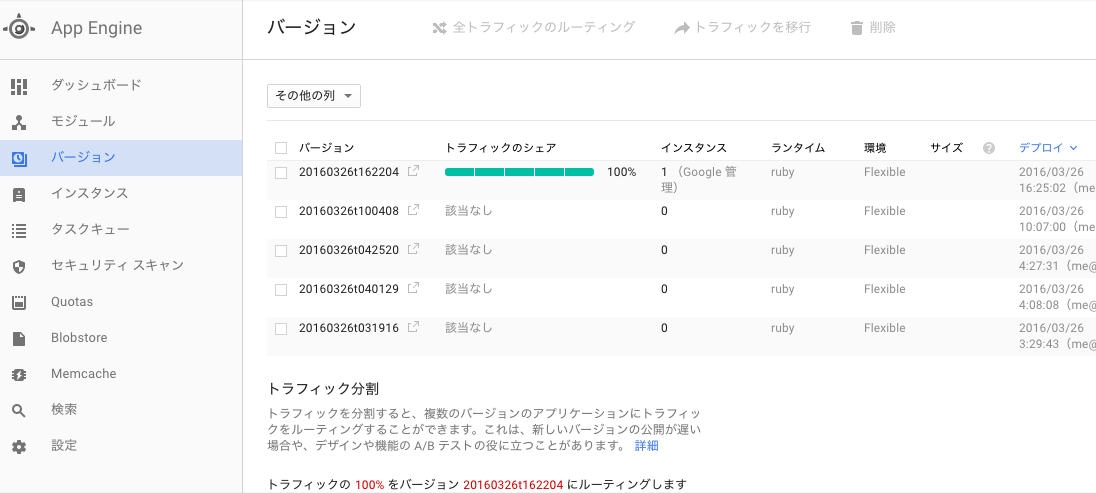 App Engine
ダッシュボード
モジュール
バージョン
インスタンス
タスクキュー
セキュリティ スキャン
Quotas
Blobstore
Memcache
検索
設定
バージョン 全トラフィックのルーティング トラフィックを移行 削除
その他の列
バージョン トラフィックのシェア インスタンス ランタイム 環境 サイズ ? デプロイ
20160326t162204 100% 1 （Google 管 ruby Flexible 2016/03/26
理） 16:25:02（me
20160326t100408 該当なし 0 ruby Flexible 2016/03/26
10:07:00（me
20160326t042520 該当なし 0 ruby Flexible 2016/03/26
4:27:31（me@
20160326t040129 該当なし 0 ruby Flexible 2016/03/26
4:08:08（me@
20160326t031916 該当なし 0 ruby Flexible 2016/03/26
3:29:43（me@
トラフィック分割
トラフィックを分割すると、複数のバージョンのアプリケーションにトラフィッ
クをルーティングすることができます。これは、新しいバージョンの公開が遅い
場合や、デザインや機能の A/B テストの役に立つことがあります。 詳細
トラフィックの 100% をバージョン 20160326t162204 にルーティングします